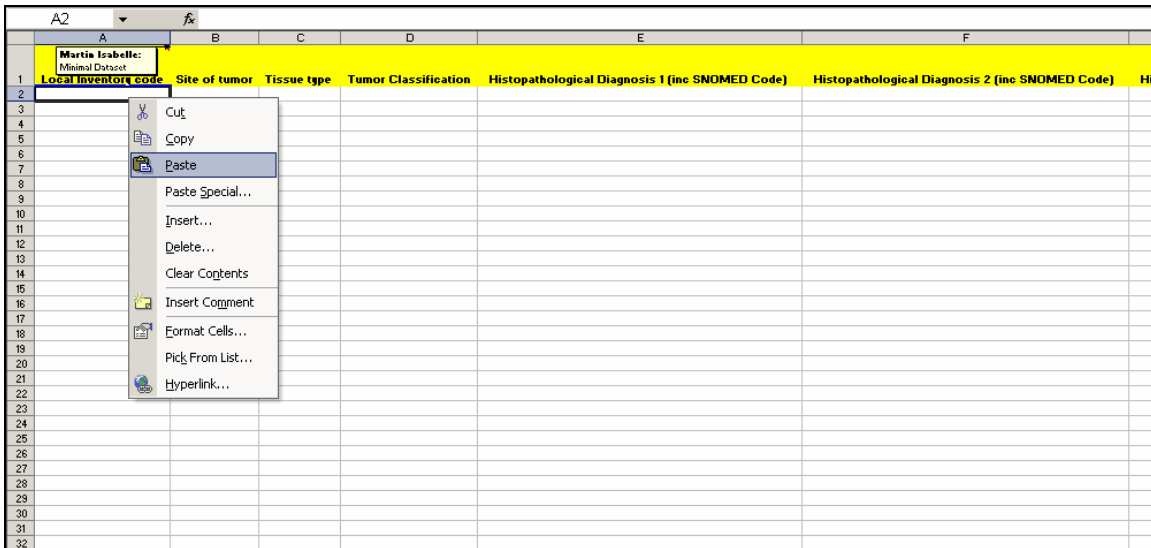 A2 fx
A B C D E F
Martin Isabelle:
Minimal Dataset
1 Local Inventory code Site of tumor Tissue type Tumor Classification Histopathological Diagnosis 1 (inc SNOMED Code) Histopathological Diagnosis 2 (inc SNOMED Code) Hi
2
3
Cut
4
5
Copy
6
7
Paste
8
Paste Special...
9
10
Insert...
11
12
Delete...
13
14
Clear Contents
15
16
Insert Comment
17
18
Format Cells...
19
20
Pick From List...
21
22
Hyperlink...
23
24
25
26
27
28
29
30
31
32